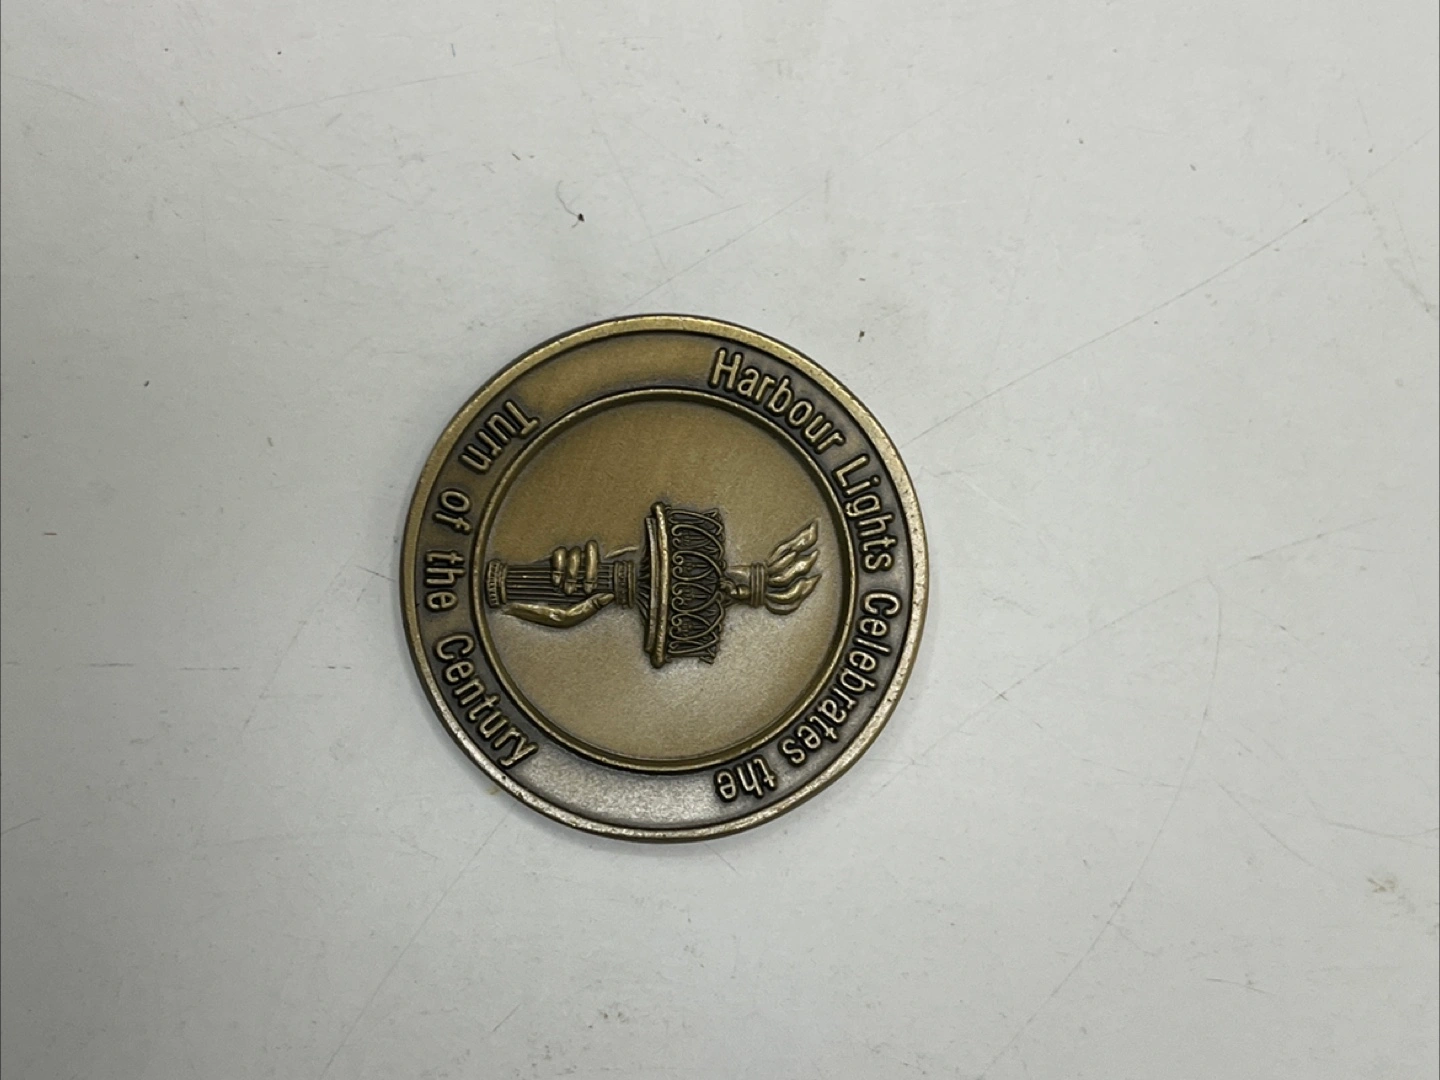 Harbour Lights Celebrates the
Turn of the Century